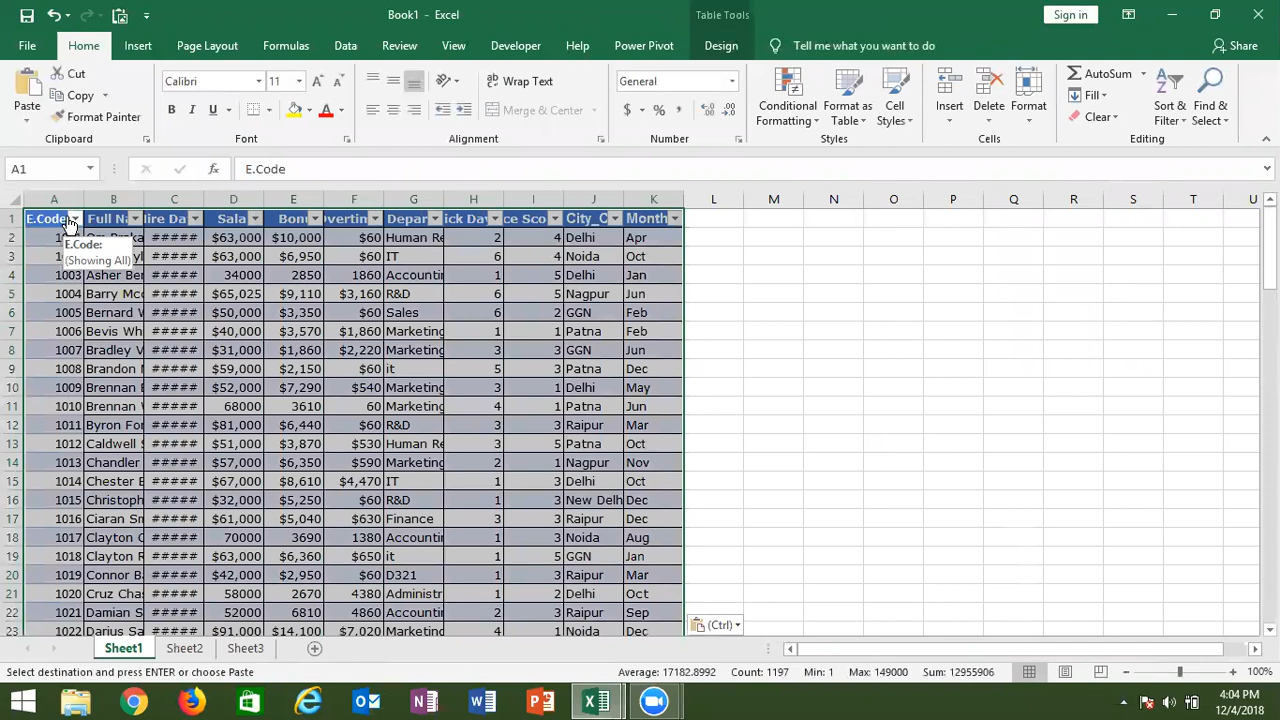 Book1 - Excel
Table Tools
Sign in
File Home Insert Page Layout Formulas Data Review View Developer Help Power Pivot Design Tell me what you want to do Share
Paste Cut Copy Format Painter Clipboard
Calibri 11 B I U Font
Wrap Text Merge & Center Alignment
General $ % Number
Conditional Formatting Format as Table Cell Styles Styles
Insert Delete Format Cells
AutoSum Fill Clear Sort & Filter Find & Select Editing
A1 fx E.Code
A B C D E F G H I J K L M N O P Q R S T U
1 E.Code Full Na Hire Da Sala Bonu Overtim Depar ick Day ce Sco City_C Month
2 $63,000 $10,000 $60 Human Re 2 4 Delhi Apr
E.Code:
(Showing All)
3 ##### $63,000 $6,950 $60 IT 6 4 Noida Oct
4 1003 Asher Ber ##### 34000 2850 1860 Accountin 1 5 Delhi Jan
5 1004 Barry Mcc ##### $65,025 $9,110 $3,160 R&D 6 5 Nagpur Jun
6 1005 Bernard W ##### $50,000 $3,350 $60 Sales 6 2 GGN Feb
7 1006 Bevis Wh ##### $40,000 $3,570 $1,860 Marketing 1 1 Patna Feb
8 1007 Bradley V ##### $31,000 $1,860 $2,220 Marketing 3 3 GGN Jun
9 1008 Brandon M ##### $59,000 $2,150 $60 it 5 3 Patna Dec
10 1009 Brennan E ##### $52,000 $7,290 $540 Marketing 3 1 Delhi May
11 1010 Brennan W ##### 68000 3610 60 Marketing 4 1 Patna Jun
12 1011 Byron For ##### $81,000 $6,440 $60 R&D 3 3 Raipur Mar
13 1012 Caldwell S ##### $51,000 $3,870 $530 Human Re 3 5 Patna Oct
14 1013 Chandler ##### $57,000 $6,350 $590 Marketing 2 1 Nagpur Nov
15 1014 Chester E ##### $67,000 $8,610 $4,470 IT 1 3 Delhi Oct
16 1015 Christoph ##### $32,000 $5,250 $60 R&D 1 3 New Delh Dec
17 1016 Ciaran Sm ##### $61,000 $5,040 $630 Finance 3 3 Raipur Dec
18 1017 Clayton C ##### 70000 3690 1380 Accountin 1 3 Noida Aug
19 1018 Clayton R ##### $63,000 $6,360 $650 it 1 5 GGN Jan
20 1019 Connor Ba ##### $42,000 $2,950 $60 D321 1 3 Raipur Mar
21 1020 Cruz Chas ##### 58000 2670 4380 Administr 1 2 Delhi Oct
22 1021 Damian S ##### 52000 6810 4860 Accountin 2 3 Raipur Sep
23 1022 Darius Sa ##### $91,000 $14,100 $7,020 Marketing 4 1 Noida Dec
(Ctrl)
Sheet1 Sheet2 Sheet3
Select destination and press ENTER or choose Paste Average: 17182.8992 Count: 1197 Min: 1 Max: 149000 Sum: 12955906 100%
4:04 PM
12/4/2018